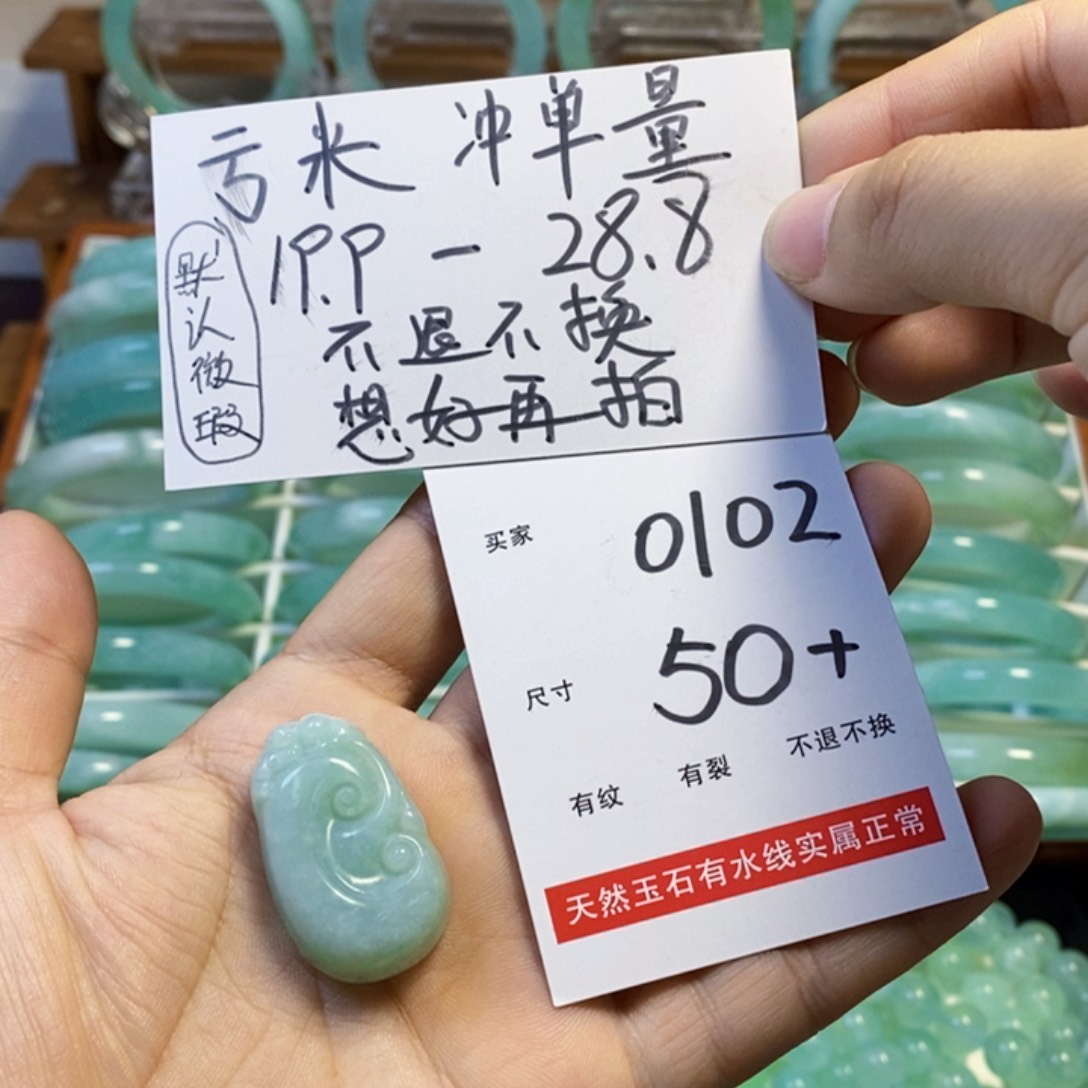 亏米 冲单量
19.9 - 28.8
不退不换
想好再拍
默认微瑕
买家 0102
尺寸 50+
有纹 有裂 不退不换
天然玉石有水线实属正常